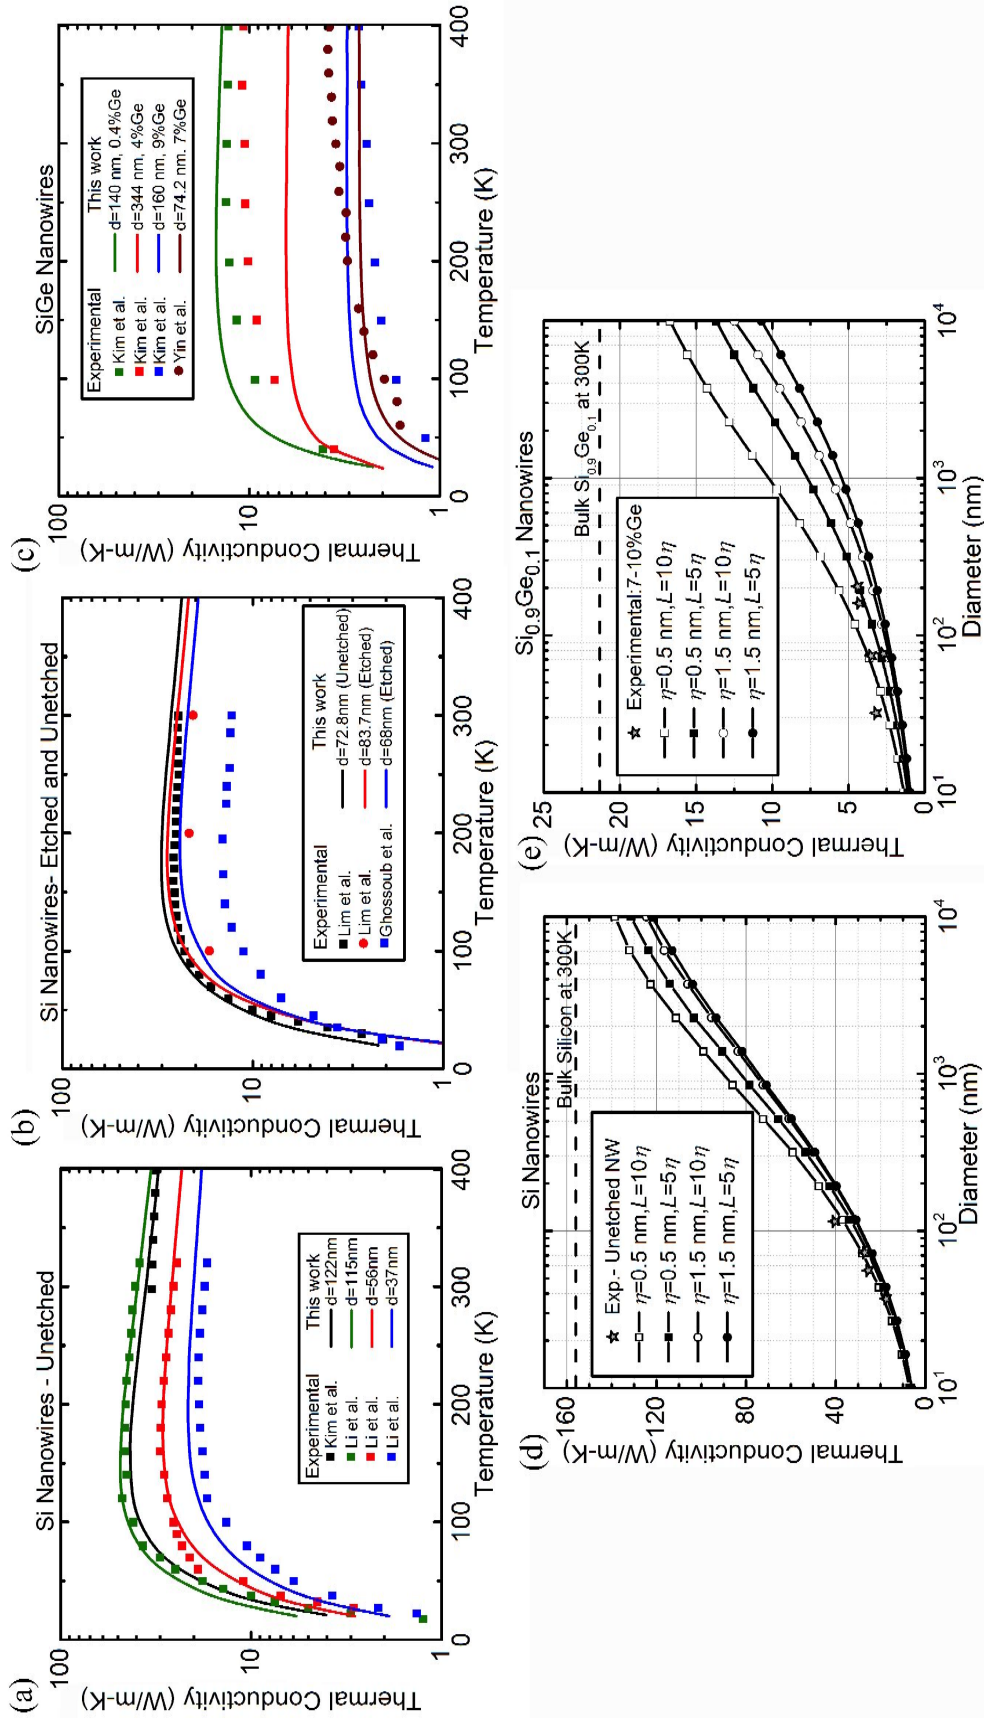 (a)
Si Nanowires - Unetched
Thermal Conductivity (W/m-K)
100
10
1
Experimental This work
Kim et al. d=122nm
Li et al. d=115nm
Li et al. d=56nm
Li et al. d=37nm
0 100 200 300 400
Temperature (K)
(b)
Si Nanowires- Etched and Unetched
Thermal Conductivity (W/m-K)
100
10
1
Experimental This work
Lim et al. d=72.8nm (Unetched)
Lim et al. d=83.7nm (Etched)
Ghossoub et al. d=68nm (Etched)
0 100 200 300 400
Temperature (K)
(c)
SiGe Nanowires
Thermal Conductivity (W/m-K)
100
10
1
Experimental This work
Kim et al. d=140 nm, 0.4%Ge
Kim et al. d=344 nm, 4%Ge
Kim et al. d=160 nm, 9%Ge
Yin et al. d=74.2 nm. 7%Ge
0 100 200 300 400
Temperature (K)
(d)
Si Nanowires
Thermal Conductivity (W/m-K)
160
120
80
40
0
Bulk Silicon at 300K
Exp.- Unetched NW
η=0.5 nm,L=10η
η=0.5 nm,L=5η
η=1.5 nm,L=10η
η=1.5 nm,L=5η
10¹ 10² 10³ 10⁴
Diameter (nm)
(e)
Si0.9Ge0.1 Nanowires
Thermal Conductivity (W/m-K)
25
20
15
10
5
0
Bulk Si0.9Ge0.1 at 300K
Experimental:7-10%Ge
η=0.5 nm,L=10η
η=0.5 nm,L=5η
η=1.5 nm,L=10η
η=1.5 nm,L=5η
10¹ 10² 10³ 10⁴
Diameter (nm)